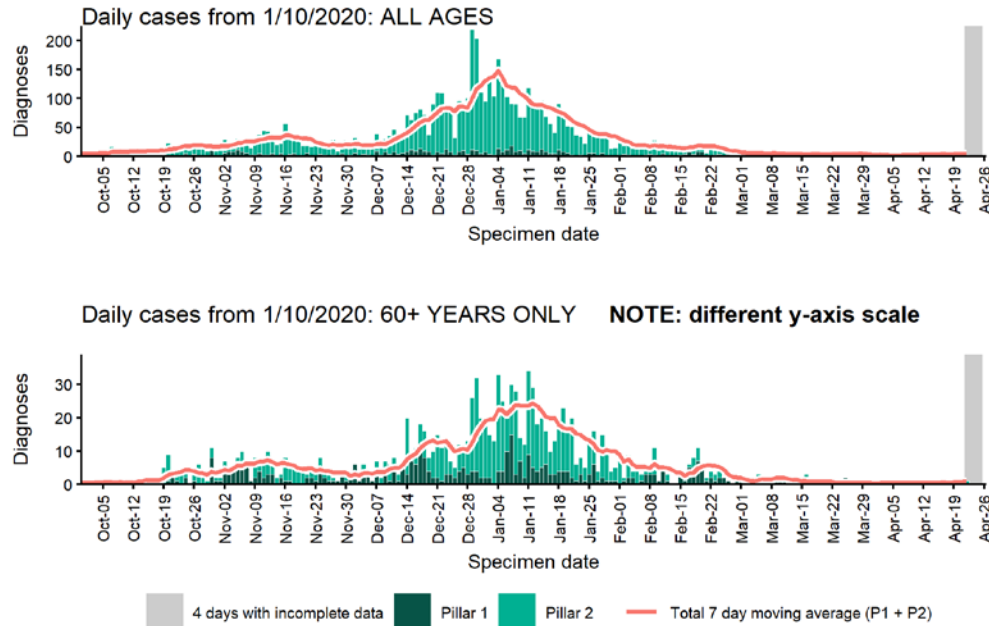 Daily cases from 1/10/2020: ALL AGES
Diagnoses
200
150
100
50
0
Oct-05
Oct-12
Oct-19
Oct-26
Nov-02
Nov-09
Nov-16
Nov-23
Nov-30
Dec-07
Dec-14
Dec-21
Dec-28
Jan-04
Jan-11
Jan-18
Jan-25
Feb-01
Feb-08
Feb-15
Feb-22
Mar-01
Mar-08
Mar-15
Mar-22
Mar-29
Apr-05
Apr-12
Apr-19
Apr-26
Specimen date
Daily cases from 1/10/2020: 60+ YEARS ONLY NOTE: different y-axis scale
Diagnoses
30
20
10
0
Oct-05
Oct-12
Oct-19
Oct-26
Nov-02
Nov-09
Nov-16
Nov-23
Nov-30
Dec-07
Dec-14
Dec-21
Dec-28
Jan-04
Jan-11
Jan-18
Jan-25
Feb-01
Feb-08
Feb-15
Feb-22
Mar-01
Mar-08
Mar-15
Mar-22
Mar-29
Apr-05
Apr-12
Apr-19
Apr-26
Specimen date
4 days with incomplete data Pillar 1 Pillar 2 Total 7 day moving average (P1 + P2)